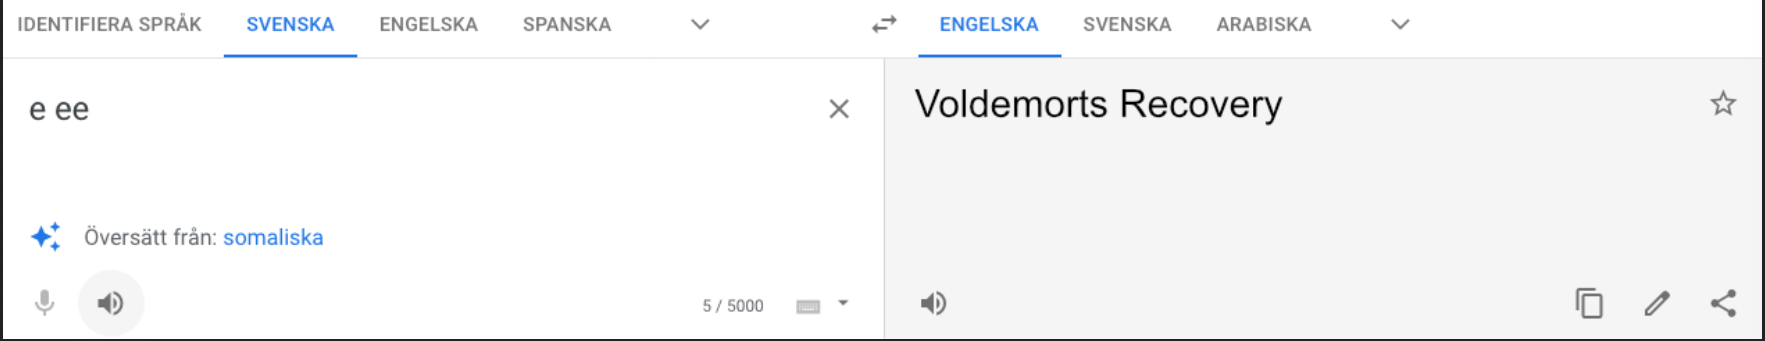 IDENTIFIERA SPRÅK SVENSKA ENGELSKA SPANSKA ENGELSKA SVENSKA ARABISKA
e ee
Voldemorts Recovery
Översätt från: somaliska
5 / 5000